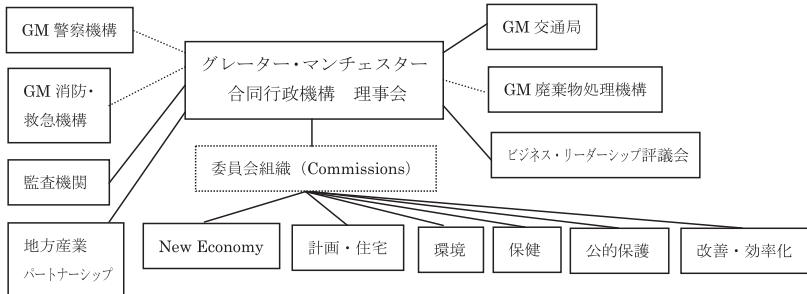 GM 警察機構
GM 交通局
グレーター・マンチェスター
合同行政機構 理事会
GM 消防・
救急機構
GM 廃棄物処理機構
ビジネス・リーダーシップ評議会
委員会組織（Commissions）
監査機関
地方産業
パートナーシップ
New Economy
計画・住宅
環境
保健
公的保護
改善・効率化